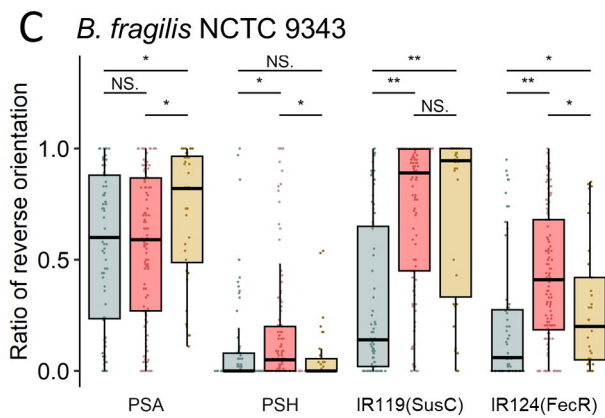 C B. fragilis NCTC 9343
* NS. ** *
NS. * ** **
* * NS. *
Ratio of reverse orientation
1.0
0.5
0.0
PSA PSH IR119(SusC) IR124(FecR)